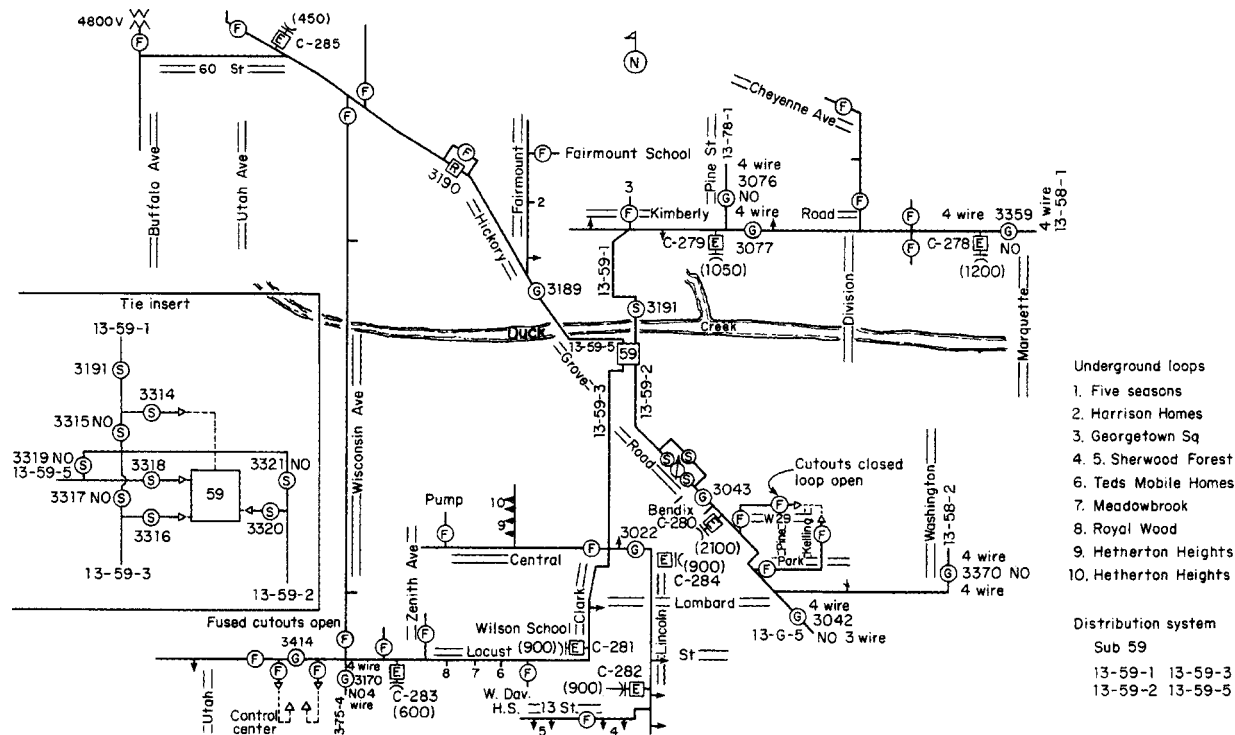 4800V
F
(450)
E
C-285
F
60 St
N
Buffalo Ave
Utah Ave
F
F
F
R
3190
Hickory
Grove
Road
Fairmount
2
F
Fairmount School
G
3189
3
F
Kimberly
Road
Pine St
13-78-1
4 wire
3076
G
NO
4 wire
G
3077
C-279
E
(1050)
Cheyenne Ave
F
F
F
F
4 wire
C-278
E
(1200)
3359
G
NO
4 wire
13-58-1
Division
Marquette
13-59-1
S
3191
Duck
Creek
13-59-5
59
13-59-3
13-59-2
Tie insert
13-59-1
3191
S
3314
S
3315 NO
S
3319 NO
S
13-59-5
3318
S
3317 NO
S
3316
S
59
3321 NO
S
S
3320
13-59-3
13-59-2
Wisconsin Ave
S
S
S
G
3043
Bendix
C-280
E
(2100)
Cutouts closed
loop open
F
F
W 29
Pine
Kelling
F
Park
F
Washington
13-58-2
4 wire
G
3370 NO
4 wire
Lombard
4 wire
G
3042
13-G-5
NO 3 wire
Pump
F
10
9
Central
F
3022
G
E
(900)
C-284
Zenith Ave
Clark
Lincoln
Wilson School
(900)
E
C-281
Locust
St
C-282
(900)
E
Fused cutouts open
3414
F
G
F
F
F
4 wire
3170
G
NO4
wire
F
E
C-283
(600)
F
8
7
6
F
W. Dav.
H.S.
13 St.
F
5
4
Utah
Control
center
Underground loops
1. Five seasons
2. Harrison Homes
3. Georgetown Sq
4. 5. Sherwood Forest
6. Teds Mobile Homes
7. Meadowbrook
8. Royal Wood
9. Hetherton Heights
10. Hetherton Heights
Distribution system
Sub 59
13-59-1 13-59-3
13-59-2 13-59-5